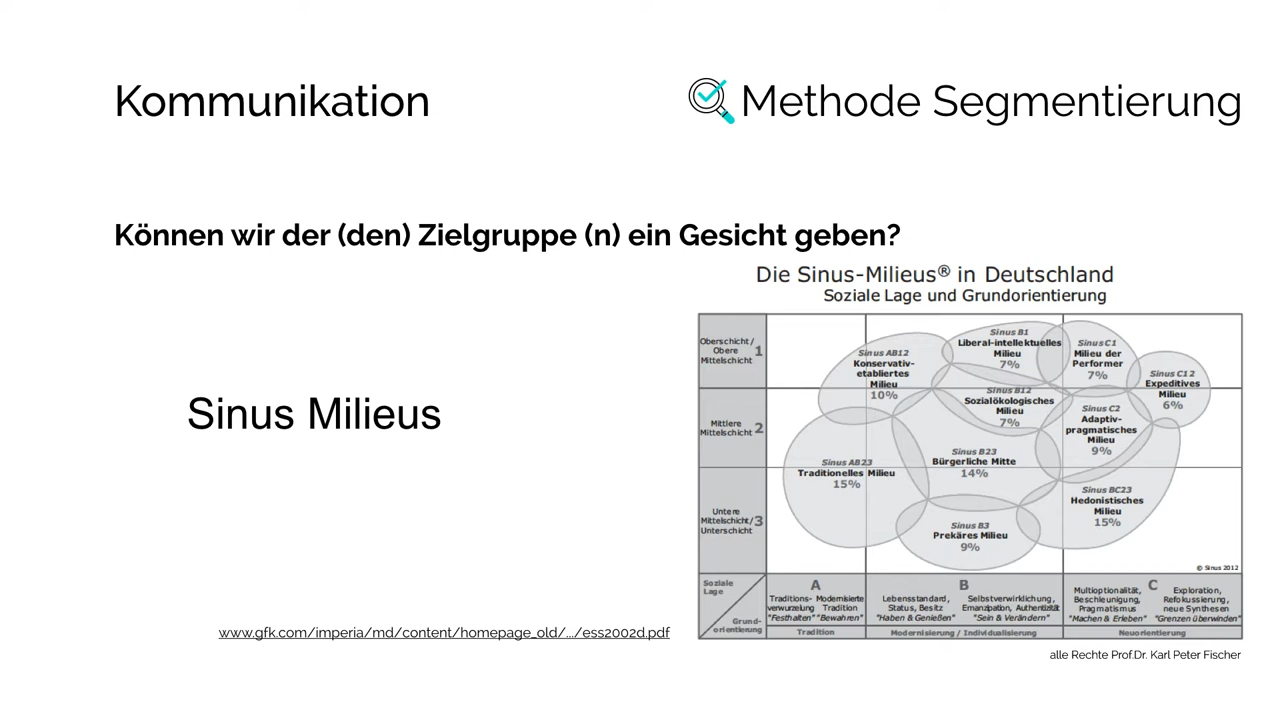 Kommunikation
Methode Segmentierung
Können wir der (den) Zielgruppe (n) ein Gesicht geben?
Sinus Milieus
www.gfk.com/imperia/md/content/homepage_old/.../ess2002d.pdf
Die Sinus-Milieus® in Deutschland
Soziale Lage und Grundorientierung
Oberschicht/
Obere
Mittelschicht 1
Mittlere
Mittelschicht 2
Untere
Mittelschicht/ 3
Unterschicht
Sinus AB12
Konservativ-
etabliertes
Milieu
10%
Sinus B1
Liberal-intellektuelles
Milieu
7%
Sinus C1
Milieu der
Performer
7%
Sinus C12
Expeditives
Milieu
6%
Sinus B12
Sozialökologisches
Milieu
7%
Sinus C2
Adaptiv-
pragmatisches
Milieu
9%
Sinus AB23
Traditionelles Milieu
15%
Sinus B23
Bürgerliche Mitte
14%
Sinus BC23
Hedonistisches
Milieu
15%
Sinus B3
Prekäres Milieu
9%
© Sinus 2012
Soziale
Lage
Grund-
orientierung
A
Traditions-
verwurzelung
"Festhalten"
Modernisierte
Tradition
"Bewahren"
Tradition
B
Lebensstandard,
Status, Besitz
"Haben & Genießen"
Selbstverwirklichung,
Emanzipation, Authentizität
"Sein & Verändern"
Modernisierung / Individualisierung
C
Multioptionalität,
Beschleunigung,
Pragmatismus
"Machen & Erleben"
Exploration,
Refokussierung,
neue Synthesen
"Grenzen überwinden"
Neuorientierung
alle Rechte Prof.Dr. Karl Peter Fischer